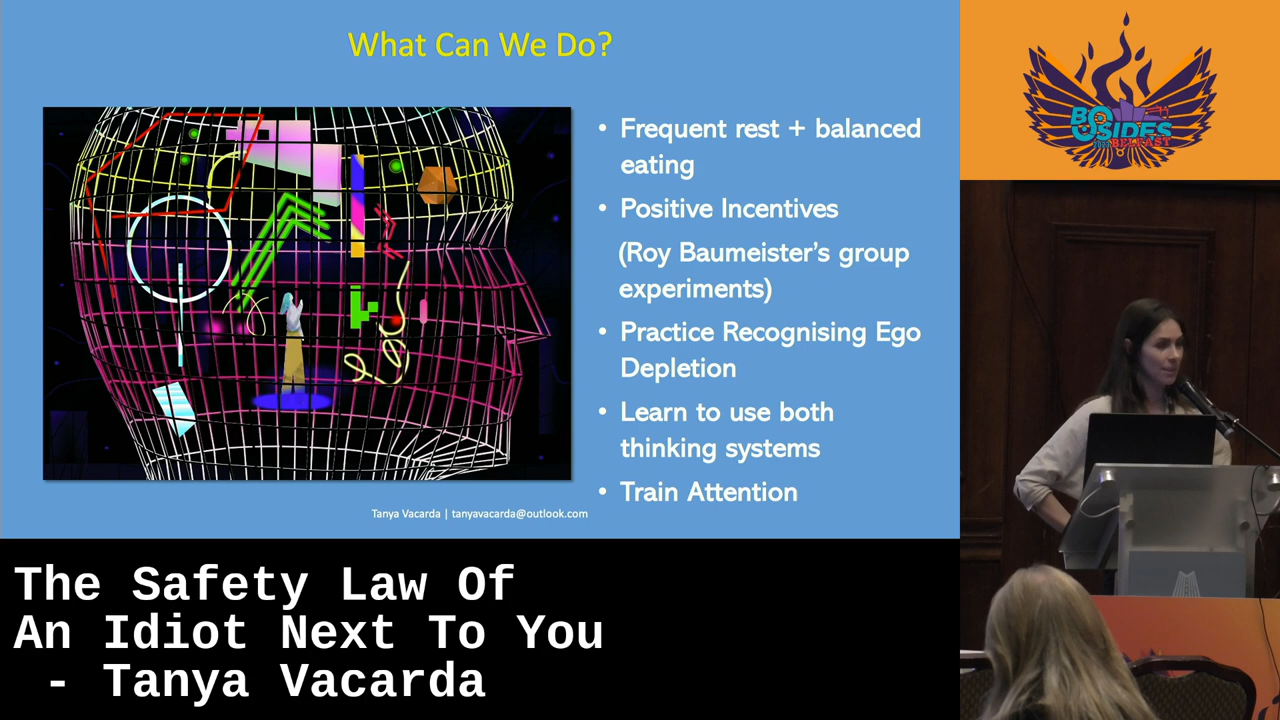 What Can We Do?
• Frequent rest + balanced
eating
• Positive Incentives
(Roy Baumeister’s group
experiments)
• Practice Recognising Ego
Depletion
• Learn to use both
thinking systems
• Train Attention
Tanya Vacarda | tanyavacarda@outlook.com
BSIDES
BELFAST
The Safety Law Of
An Idiot Next To You
- Tanya Vacarda